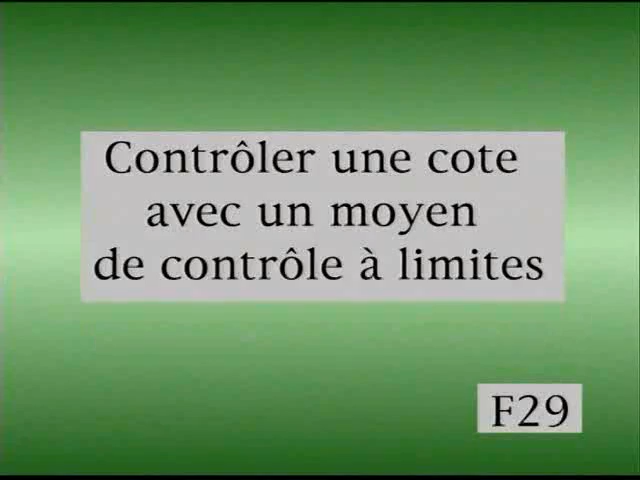 Contrôler une cote
avec un moyen
de contrôle à limites
F29